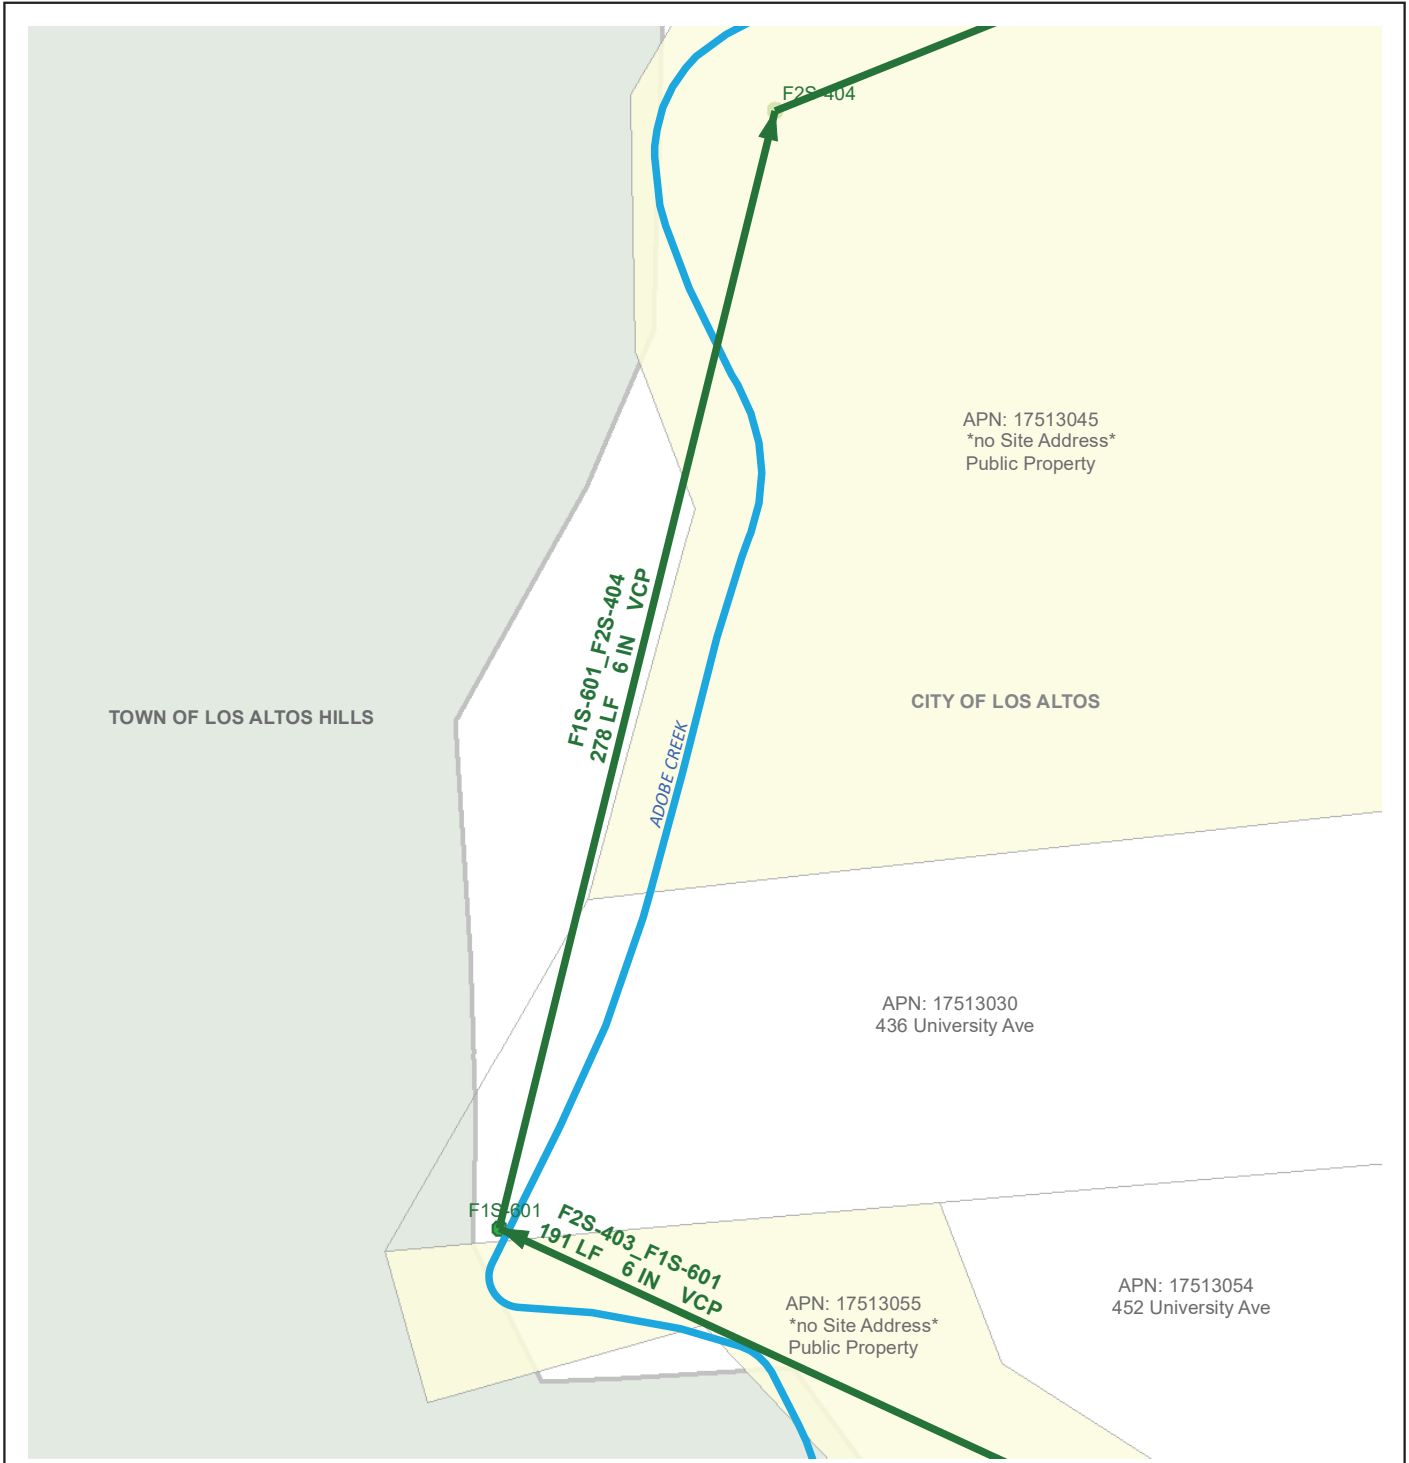 F2S-404
APN: 17513045
*no Site Address*
Public Property
F1S-601_F2S-404
278 LF 6 IN VCP
TOWN OF LOS ALTOS HILLS
CITY OF LOS ALTOS
ADOBE CREEK
APN: 17513030
436 University Ave
F1S-601
F2S-403_F1S-601
191 LF 6 IN VCP
APN: 17513054
452 University Ave
APN: 17513055
*no Site Address*
Public Property